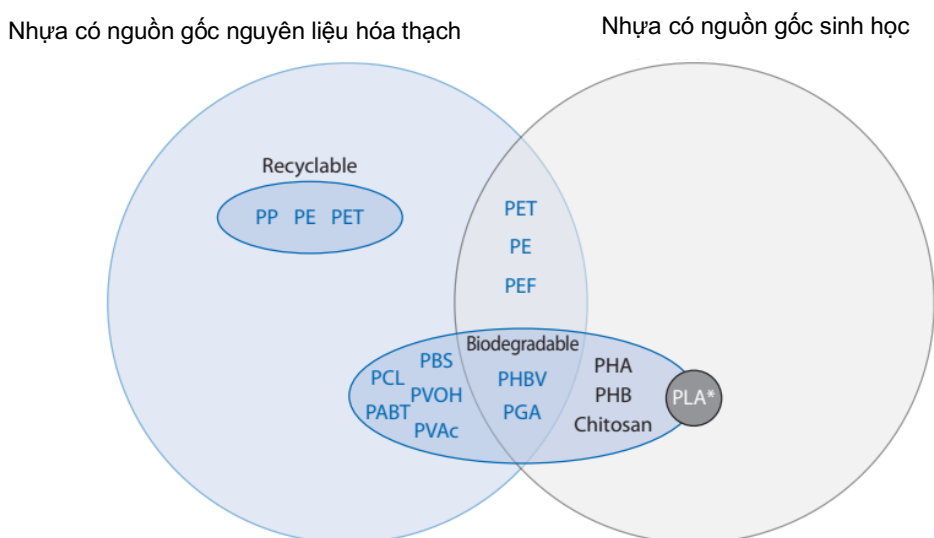 Nhựa có nguồn gốc nguyên liệu hóa thạch
Nhựa có nguồn gốc sinh học
Recyclable
PP PE PET
PET
PE
PEF
Biodegradable
PBS
PCL
PVOH
PABT
PVAc
PHBV
PGA
PHA
PHB
Chitosan
PLA*